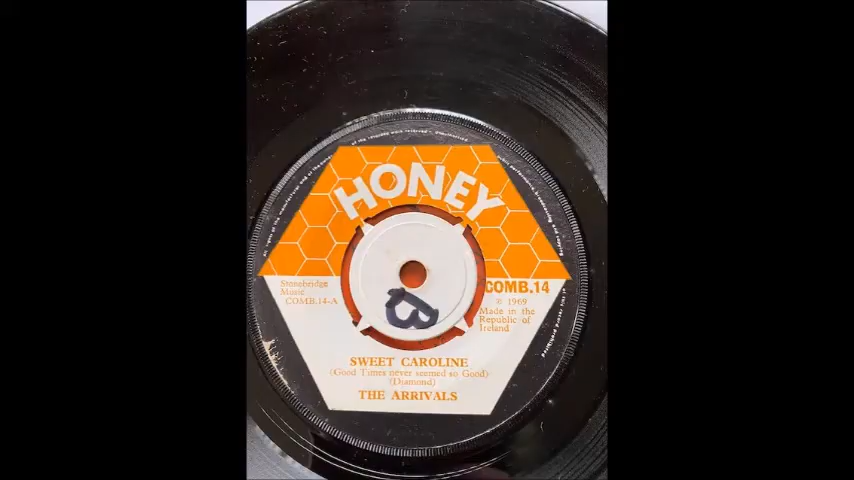 HONEY
Stonebridge
Music
COMB.14-A
COMB.14
℗ 1969
Made in the
Republic of
Ireland
B
SWEET CAROLINE
(Good Times never seemed so Good)
(Diamond)
THE ARRIVALS